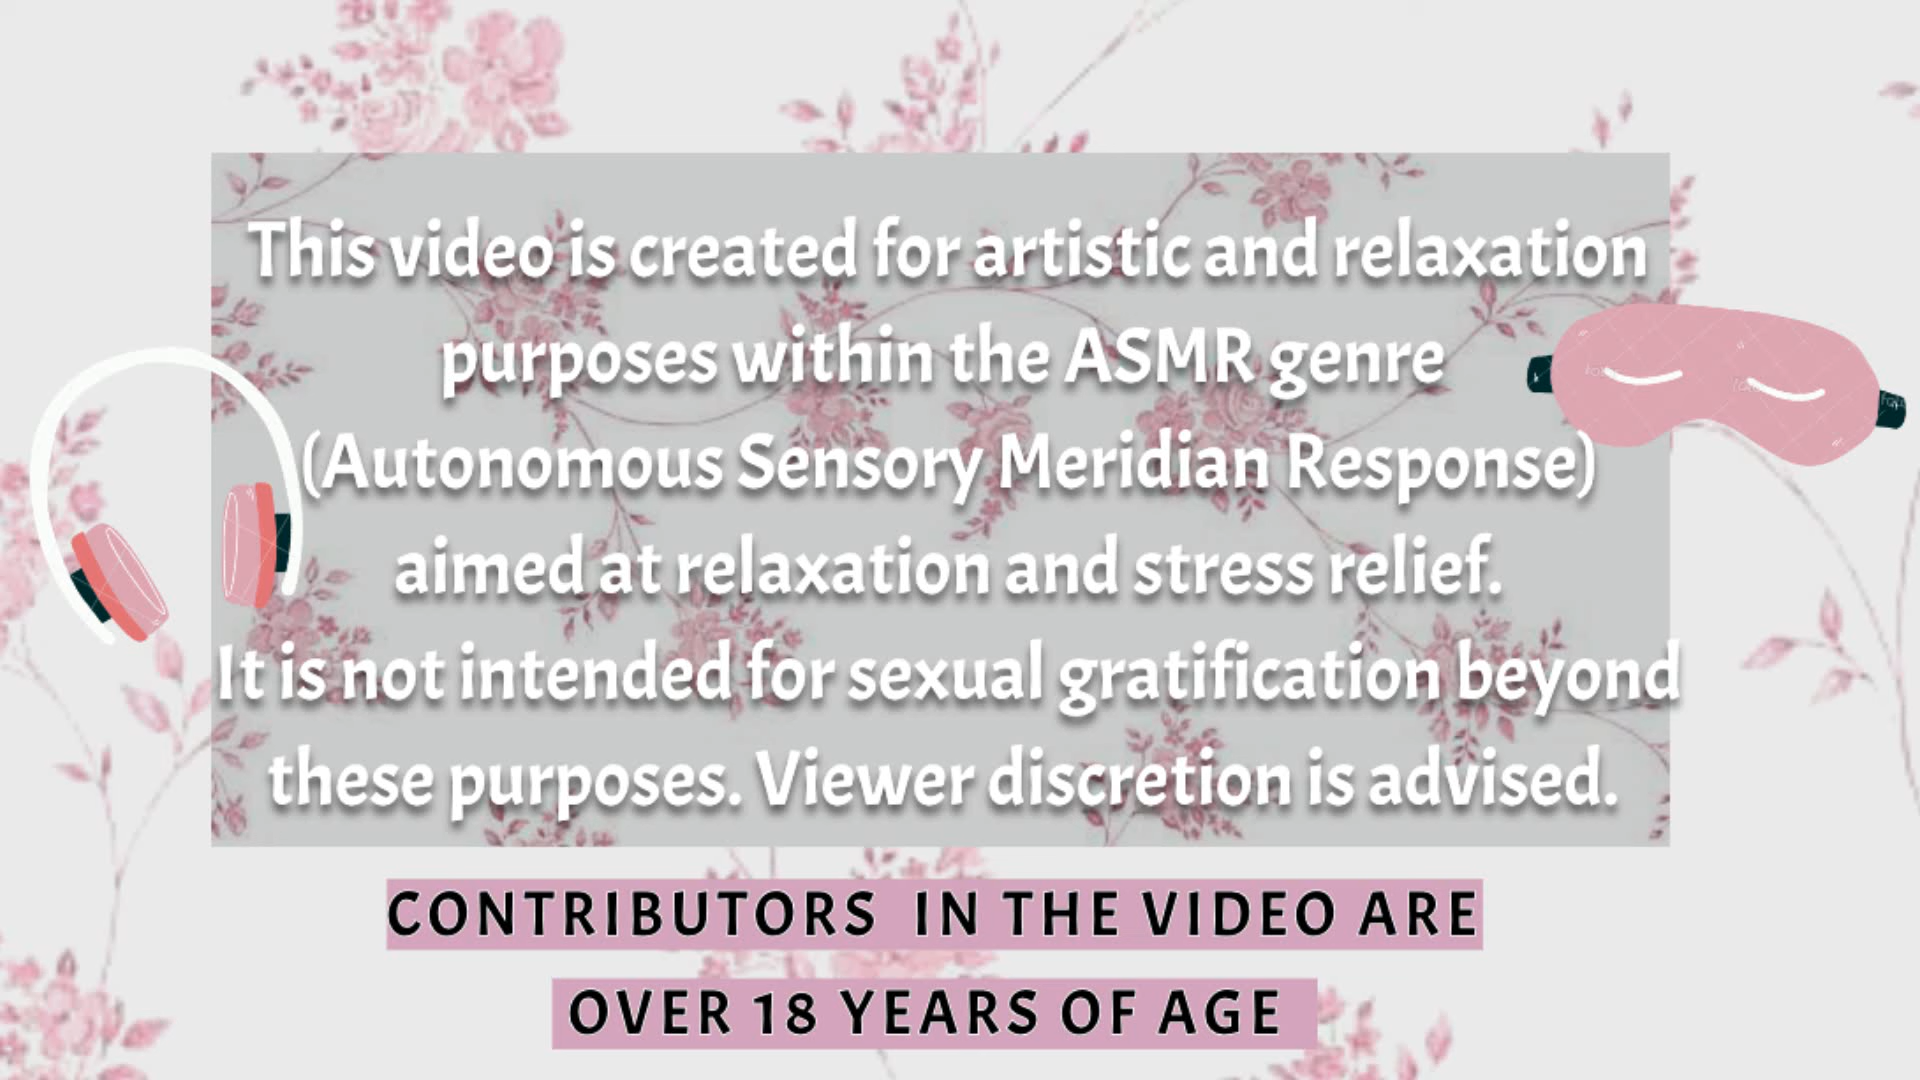 This video is created for artistic and relaxation
purposes within the ASMR genre
(Autonomous Sensory Meridian Response)
aimed at relaxation and stress relief.
It is not intended for sexual gratification beyond
these purposes. Viewer discretion is advised.
CONTRIBUTORS IN THE VIDEO ARE
OVER 18 YEARS OF AGE